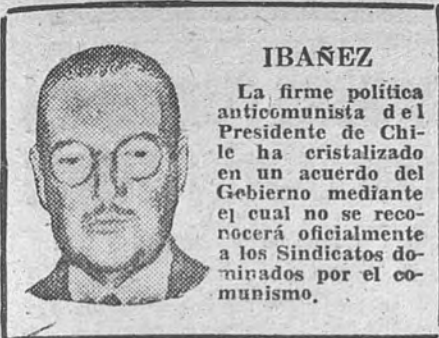 IBAÑEZ
La firme política
anticomunista del
Presidente de Chi-
le ha cristalizado
en un acuerdo del
Gobierno mediante
el cual no se reco-
nocerá oficialmente
a los Sindicatos do-
minados por el co-
munismo.